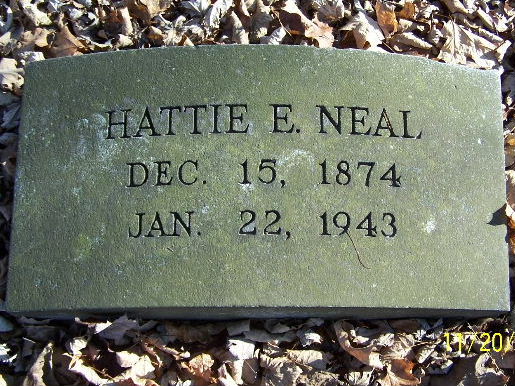 HATTIE E. NEAL
DEC. 15, 1874
JAN. 22, 1943